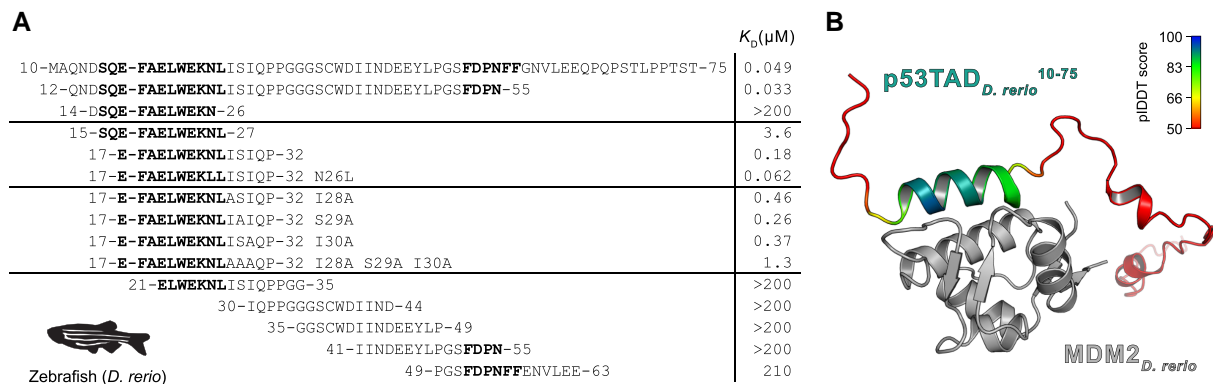 A
K_D(μM)
10-MAQNDSQE-FAELWEKNLISIQPPGGGSCWDIINDEEYLPGSFDPNFFGNVLEEQPQPSTLPPTST-75 0.049
12-QNDSQE-FAELWEKNLISIQPPGGGSCWDIINDEEYLPGSFDPN-55 0.033
14-DSQE-FAELWEKN-26 >200
15-SQE-FAELWEKNL-27 3.6
17-E-FAELWEKNLISIQP-32 0.18
17-E-FAELWEKLLISIQP-32 N26L 0.062
17-E-FAELWEKNLASIQP-32 I28A 0.46
17-E-FAELWEKNLIAIQP-32 S29A 0.26
17-E-FAELWEKNLISAQP-32 I30A 0.37
17-E-FAELWEKNLAAAQP-32 I28A S29A I30A 1.3
21-ELWEKNLISIQPPGG-35 >200
30-IQPPGGGSCWDIIND-44 >200
35-GGSCWDIINDEEYLP-49 >200
41-IINDEEYLPGSFDPN-55 >200
49-PGSFDPNFFENVLEE-63 210
Zebrafish (D. rerio)
B
p53TAD D. rerio 10-75
plDDT score
100
83
66
50
MDM2 D. rerio